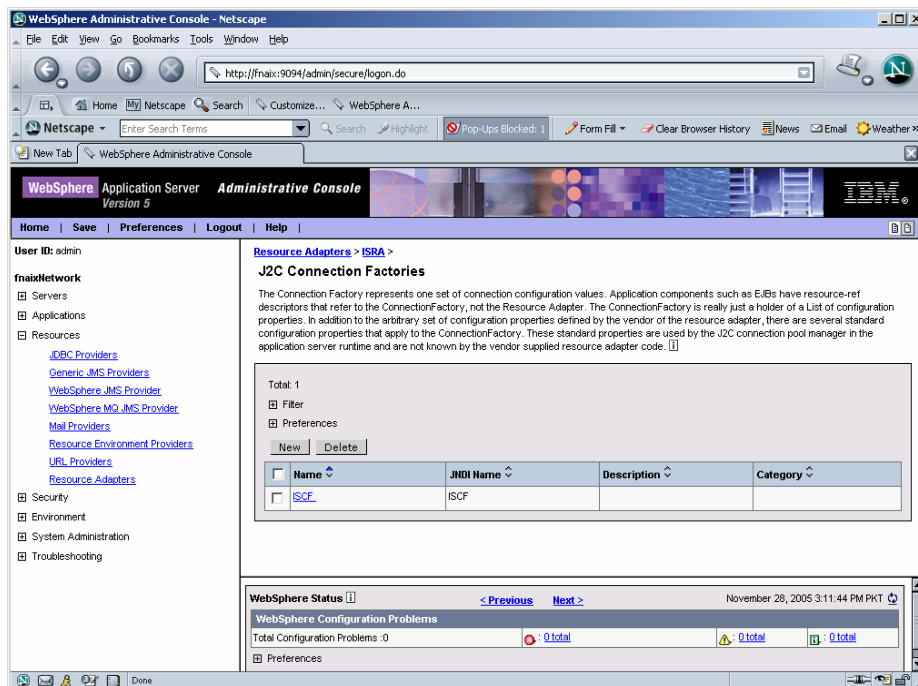 WebSphere Administrative Console - Netscape
File Edit View Go Bookmarks Tools Window Help
http://fnaix:9094/admin/secure/logon.do
Home My Netscape Search Customize... WebSphere A...
Netscape Enter Search Terms Search Highlight Pop-Ups Blocked: 1 Form Fill Clear Browser History News Email Weather
New Tab WebSphere Administrative Console
WebSphere Application Server Administrative Console
Version 5
IBM
Home | Save | Preferences | Logout | Help |
User ID: admin
fnaixNetwork
Servers
Applications
Resources
JDBC Providers
Generic JMS Providers
WebSphere JMS Provider
WebSphere MQ JMS Provider
Mail Providers
Resource Environment Providers
URL Providers
Resource Adapters
Security
Environment
System Administration
Troubleshooting
Resource Adapters > ISRA >
J2C Connection Factories
The Connection Factory represents one set of connection configuration values. Application components such as EJBs have resource-ref
descriptors that refer to the ConnectionFactory, not the Resource Adapter. The ConnectionFactory is really just a holder of a List of configuration
properties. In addition to the arbitrary set of configuration properties defined by the vendor of the resource adapter, there are several standard
configuration properties that apply to the ConnectionFactory. These standard properties are used by the J2C connection pool manager in the
application server runtime and are not known by the vendor supplied resource adapter code. i
Total: 1
Filter
Preferences
New Delete
Name JNDI Name Description Category
ISCF ISCF
WebSphere Status i < Previous Next > November 28, 2005 3:11:44 PM PKT
WebSphere Configuration Problems
Total Configuration Problems :0 : 0 total : 0 total : 0 total
Preferences
Done